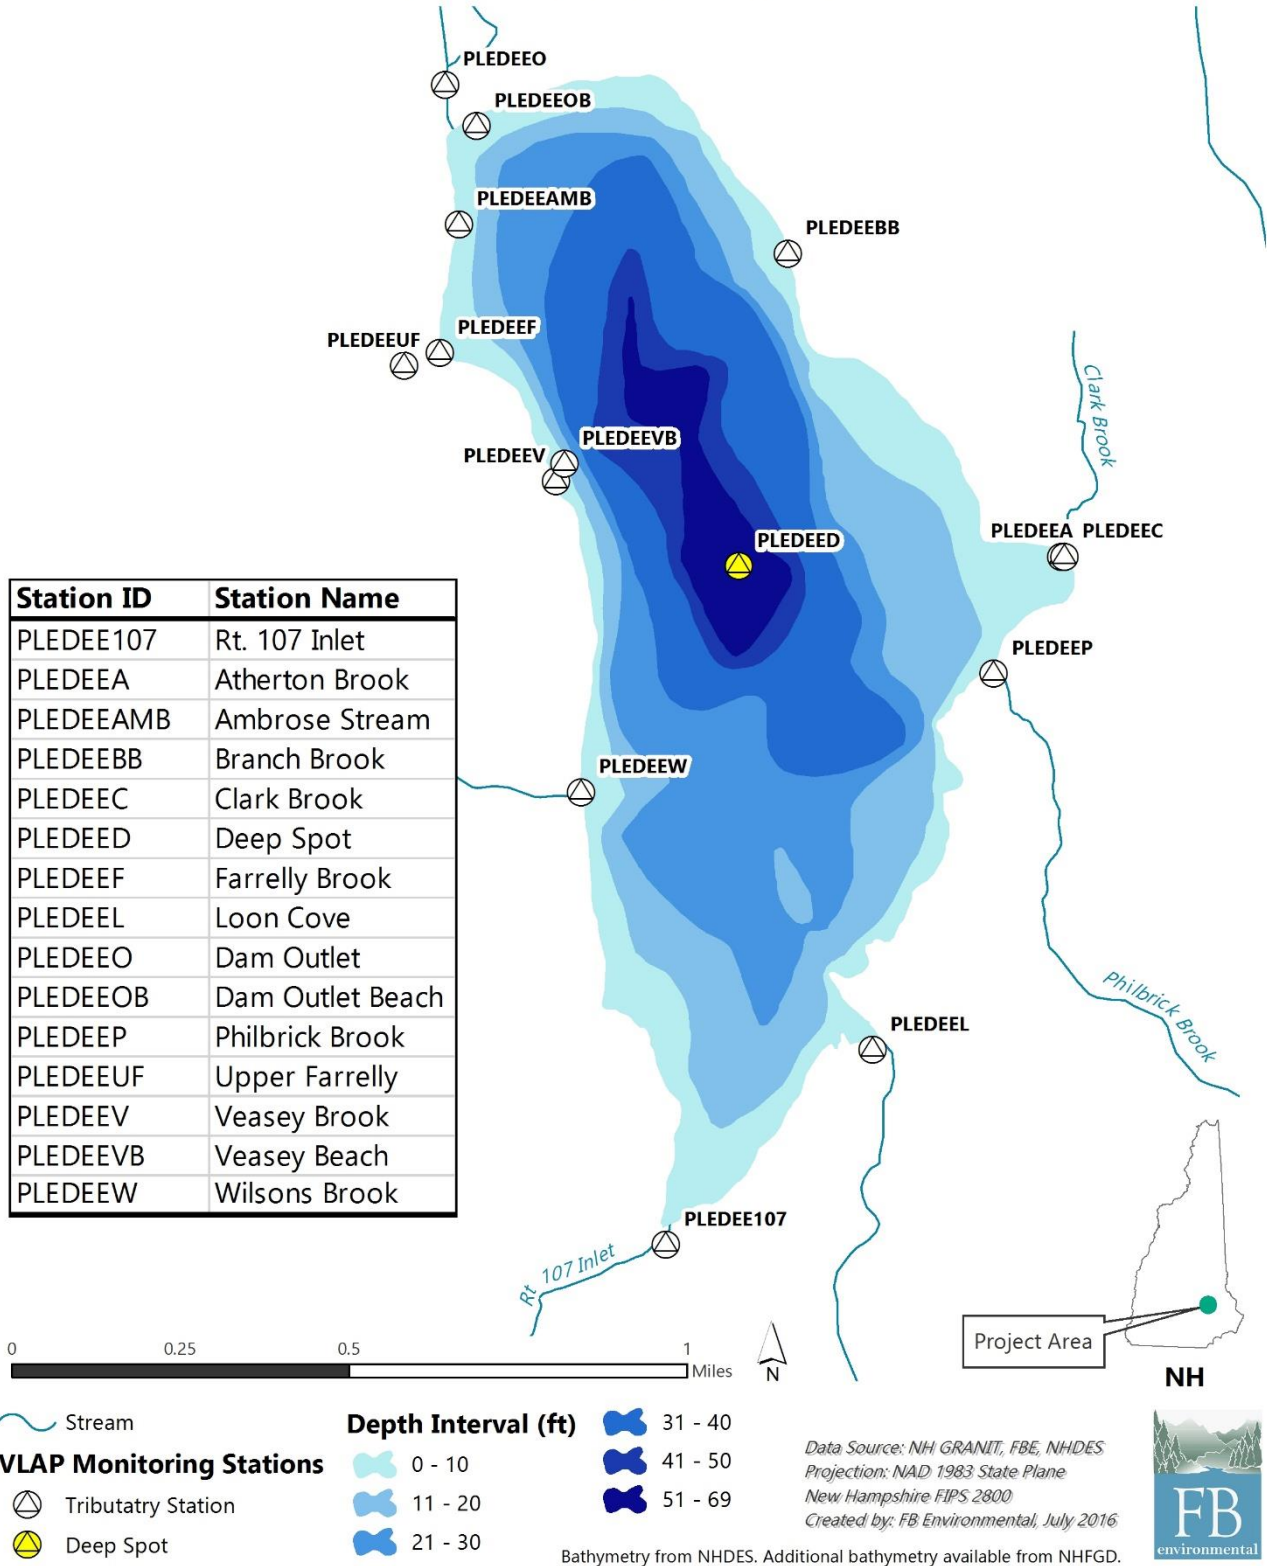 PLEDEEO
PLEDEEOB
PLEDEEAMB
PLEDEEBB
PLEDEEF
PLEDEEUF
Clark Brook
PLEDEEVB
PLEDEEV
PLEDEEA PLEDEEC
PLEDEED
PLEDEEP
PLEDEEW
Philbrick Brook
PLEDEEL
PLEDEE107
Rt. 107 Inlet
Station ID Station Name
PLEDEE107 Rt. 107 Inlet
PLEDEEA Atherton Brook
PLEDEEAMB Ambrose Stream
PLEDEEBB Branch Brook
PLEDEEC Clark Brook
PLEDEED Deep Spot
PLEDEEF Farrelly Brook
PLEDEEL Loon Cove
PLEDEEO Dam Outlet
PLEDEEOB Dam Outlet Beach
PLEDEEP Philbrick Brook
PLEDEEUF Upper Farrelly
PLEDEEV Veasey Brook
PLEDEEVB Veasey Beach
PLEDEEW Wilsons Brook
Project Area
NH
0 0.25 0.5 1
Miles
N
Stream
VLAP Monitoring Stations
Tributatry Station
Deep Spot
Depth Interval (ft)
0 - 10
11 - 20
21 - 30
31 - 40
41 - 50
51 - 69
Data Source: NH GRANIT, FBE, NHDES
Projection: NAD 1983 State Plane
New Hampshire FIPS 2800
Created by: FB Environmental, July 2016
Bathymetry from NHDES. Additional bathymetry available from NHFGD.
FB
environmental